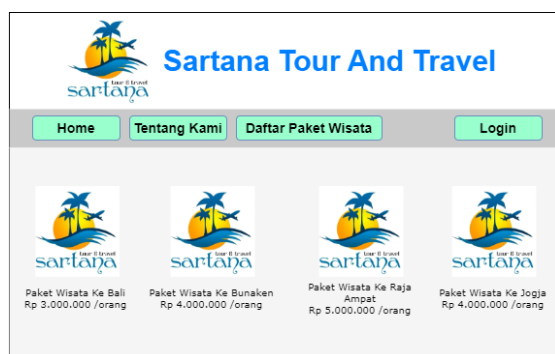 tour & travel
sartana
Sartana Tour And Travel
Home
Tentang Kami
Daftar Paket Wisata
Login
tour & travel
sartana
tour & travel
sartana
tour & travel
sartana
tour & travel
sartana
Paket Wisata Ke Bali
Rp 3.000.000 /orang
Paket Wisata Ke Bunaken
Rp 4.000.000 /orang
Paket Wisata Ke Raja
Ampat
Rp 5.000.000 /orang
Paket Wisata Ke Jogja
Rp 4.000.000 /orang